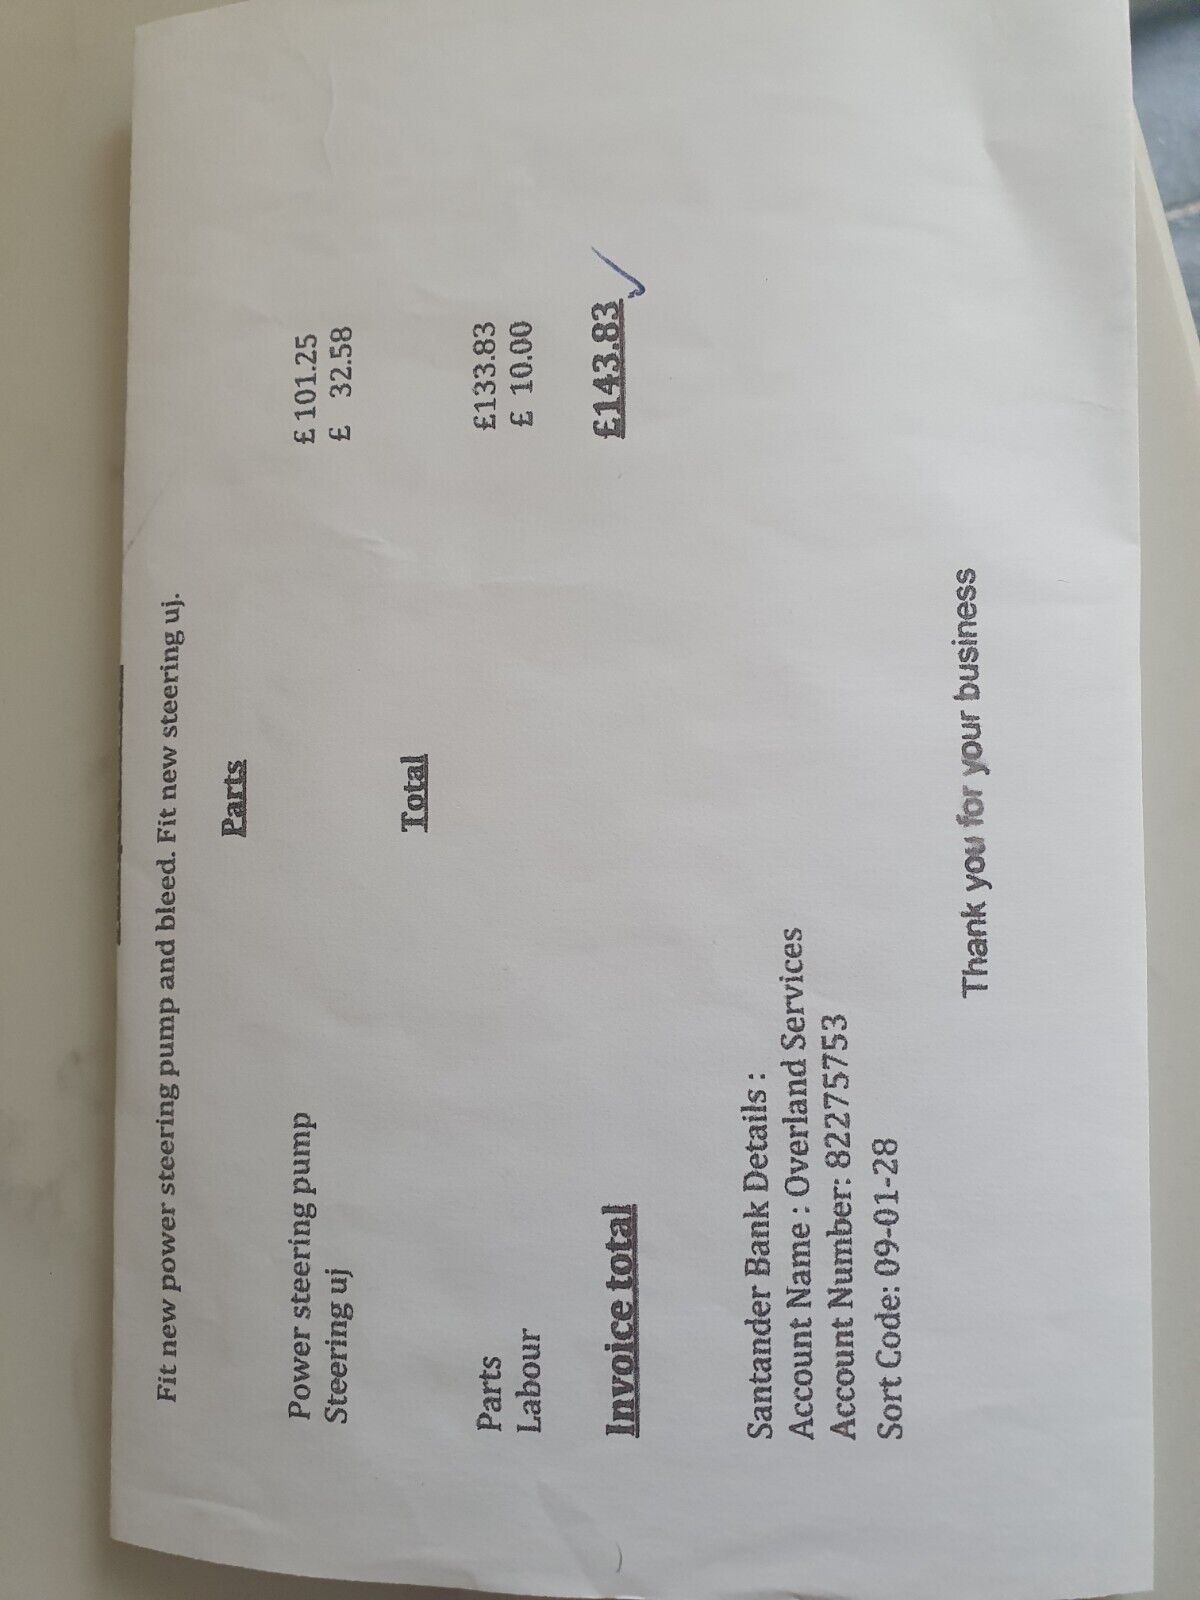 Fit new power steering pump and bleed. Fit new steering uj.
Parts
Power steering pump £ 101.25
Steering uj £ 32.58
Total
Parts £133.83
Labour £ 10.00
Invoice total £143.83
Santander Bank Details :
Account Name : Overland Services
Account Number: 82275753
Sort Code: 09-01-28
Thank you for your business